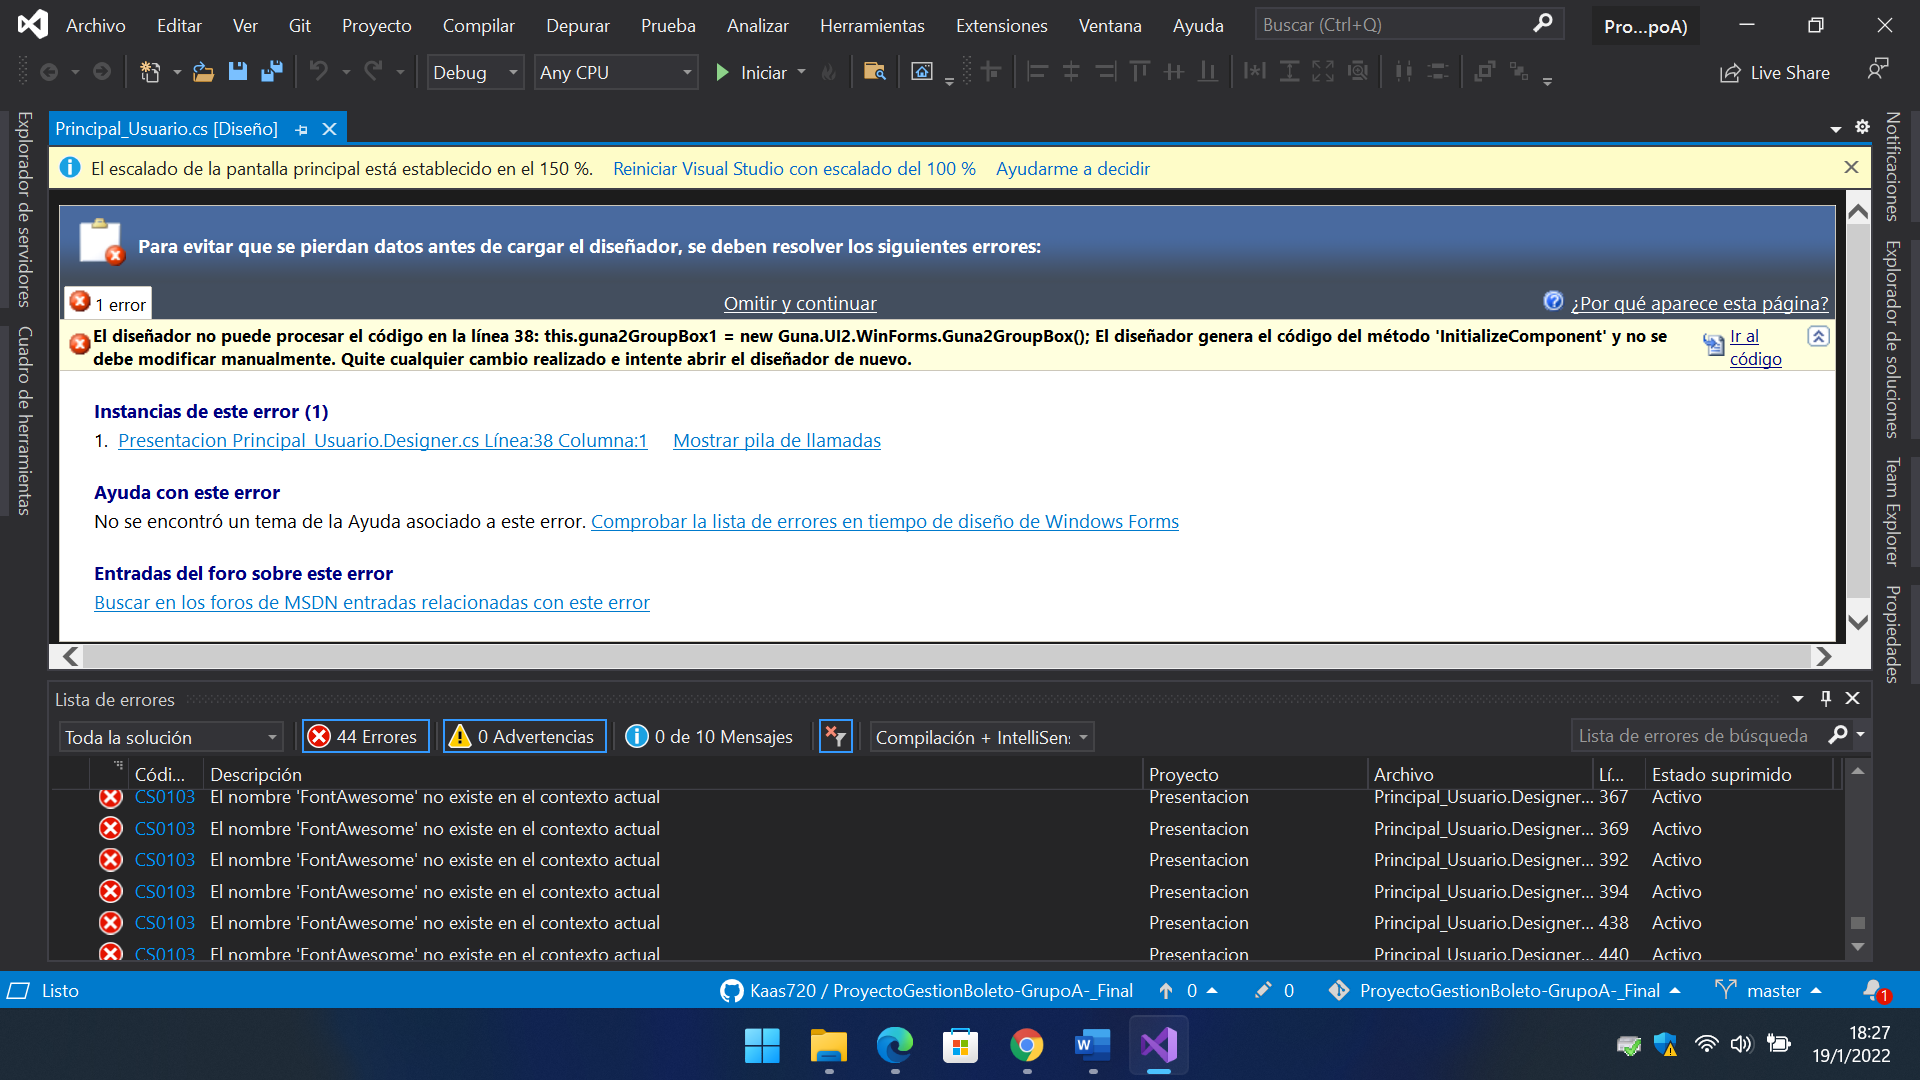 Archivo Editar Ver Git Proyecto Compilar Depurar Prueba Analizar Herramientas Extensiones Ventana Ayuda Buscar (Ctrl+Q) Pro...poA)
Debug Any CPU Iniciar Live Share
Explorador de servidores
Cuadro de herramientas
Principal_Usuario.cs [Diseño]
El escalado de la pantalla principal está establecido en el 150 %. Reiniciar Visual Studio con escalado del 100 % Ayudarme a decidir
Para evitar que se pierdan datos antes de cargar el diseñador, se deben resolver los siguientes errores:
1 error Omitir y continuar ¿Por qué aparece esta página?
El diseñador no puede procesar el código en la línea 38: this.guna2GroupBox1 = new Guna.UI2.WinForms.Guna2GroupBox(); El diseñador genera el código del método 'InitializeComponent' y no se
debe modificar manualmente. Quite cualquier cambio realizado e intente abrir el diseñador de nuevo.
Ir al
código
Instancias de este error (1)
1. Presentacion Principal_Usuario.Designer.cs Línea:38 Columna:1 Mostrar pila de llamadas
Ayuda con este error
No se encontró un tema de la Ayuda asociado a este error. Comprobar la lista de errores en tiempo de diseño de Windows Forms
Entradas del foro sobre este error
Buscar en los foros de MSDN entradas relacionadas con este error
Notificaciones
Explorador de soluciones
Team Explorer
Propiedades
Lista de errores
Toda la solución 44 Errores 0 Advertencias 0 de 10 Mensajes Compilación + IntelliSen: Lista de errores de búsqueda
Códi... Descripción Proyecto Archivo Lí... Estado suprimido
CS0103 El nombre 'FontAwesome' no existe en el contexto actual Presentacion Principal_Usuario.Designer... 367 Activo
CS0103 El nombre 'FontAwesome' no existe en el contexto actual Presentacion Principal_Usuario.Designer... 369 Activo
CS0103 El nombre 'FontAwesome' no existe en el contexto actual Presentacion Principal_Usuario.Designer... 392 Activo
CS0103 El nombre 'FontAwesome' no existe en el contexto actual Presentacion Principal_Usuario.Designer... 394 Activo
CS0103 El nombre 'FontAwesome' no existe en el contexto actual Presentacion Principal_Usuario.Designer... 438 Activo
CS0103 El nombre 'FontAwesome' no existe en el contexto actual Presentacion Principal_Usuario.Designer... 440 Activo
Listo Kaas720 / ProyectoGestionBoleto-GrupoA-_Final 0 0 ProyectoGestionBoleto-GrupoA-_Final master 1
W
18:27
19/1/2022